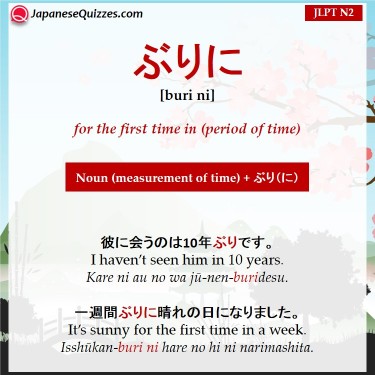 JapaneseQuizzes.com
JLPT N2
ぶりに
[buri ni]
for the first time in (period of time)
Noun (measurement of time) + ぶり(に)
彼に会うのは10年ぶりです。
I haven't seen him in 10 years.
Kare ni au no wa jū-nen-buridesu.
一週間ぶりに晴れの日になりました。
It's sunny for the first time in a week.
Isshūkan-buri ni hare no hi ni narimashita.